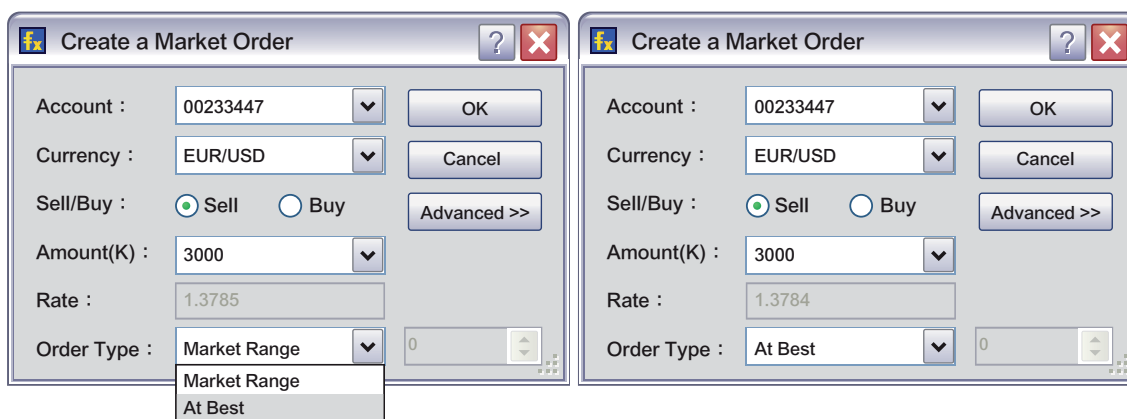 fx Create a Market Order ?
Account : 00233447 OK
Currency : EUR/USD Cancel
Sell/Buy : Sell Buy Advanced >>
Amount(K) : 3000
Rate : 1.3785
Order Type : Market Range 0
Market Range
At Best
fx Create a Market Order ?
Account : 00233447 OK
Currency : EUR/USD Cancel
Sell/Buy : Sell Buy Advanced >>
Amount(K) : 3000
Rate : 1.3784
Order Type : At Best 0